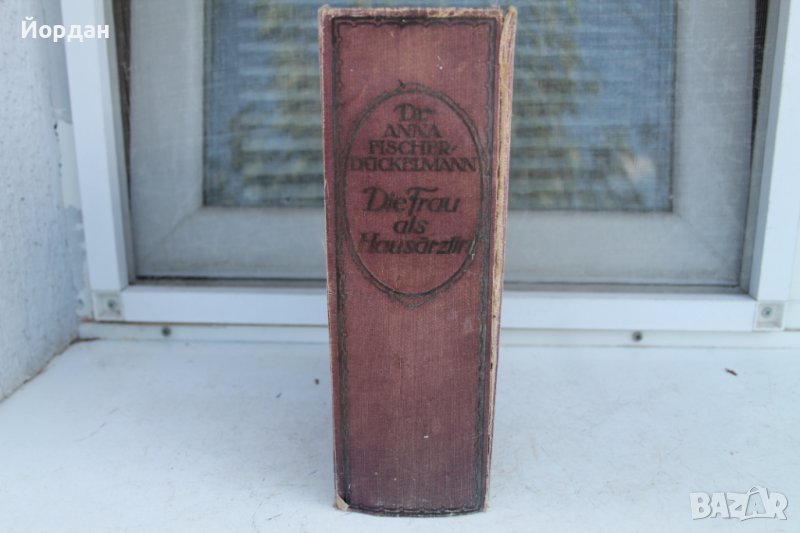 Йордан
Dr
ANNA
FISCHER-
DÜCKELMANN
Die Frau
als
Hausärztin
BAZAR